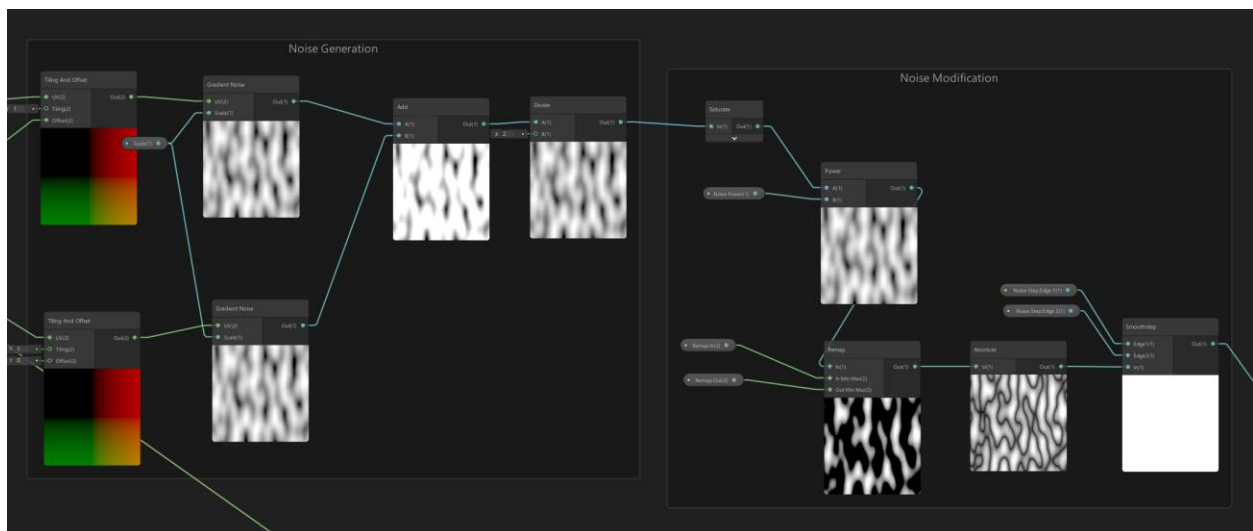 Noise Generation
Tiling And Offset
UV(2) Out(2)
Tiling(2)
Offset(2)
Scale(1)
Gradient Noise
UV(2) Out(1)
Scale(1)
Add
A(1) Out(1)
B(1)
Divide
A(1) Out(1)
X 2 B(1)
Tiling And Offset
UV(2) Out(2)
Tiling(2)
Y 0 Offset(2)
Gradient Noise
UV(2) Out(1)
Scale(1)
Noise Modification
Saturate
In(1) Out(1)
Power
A(1) Out(1)
Noise Power(1) B(1)
Remap
Remap In(2) In(1) Out(1)
In Min Max(2)
Remap Out(2) Out Min Max(2)
Absolute
In(1) Out(1)
Noise Step Edge 1(1)
Noise Step Edge 2(1)
Smoothstep
Edge1(1) Out(1)
Edge2(1)
In(1)